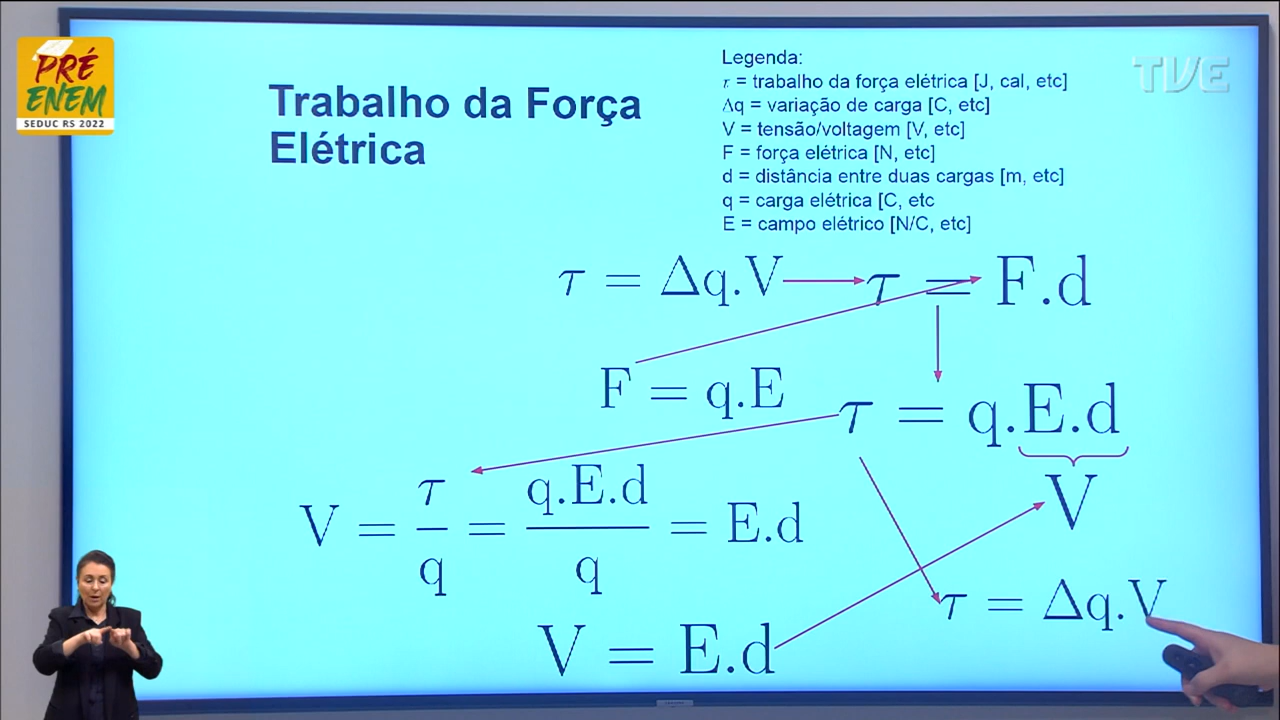 PRÉ
ENEM
SEDUC RS 2022
TVE
Trabalho da Força
Elétrica
Legenda:
τ = trabalho da força elétrica [J, cal, etc]
Δq = variação de carga [C, etc]
V = tensão/voltagem [V, etc]
F = força elétrica [N, etc]
d = distância entre duas cargas [m, etc]
q = carga elétrica [C, etc
E = campo elétrico [N/C, etc]
τ = Δq.V
τ = F.d
F = q.E
τ = q.E.d
V
V = τ/q = q.E.d/q = E.d
τ = Δq.V
V = E.d